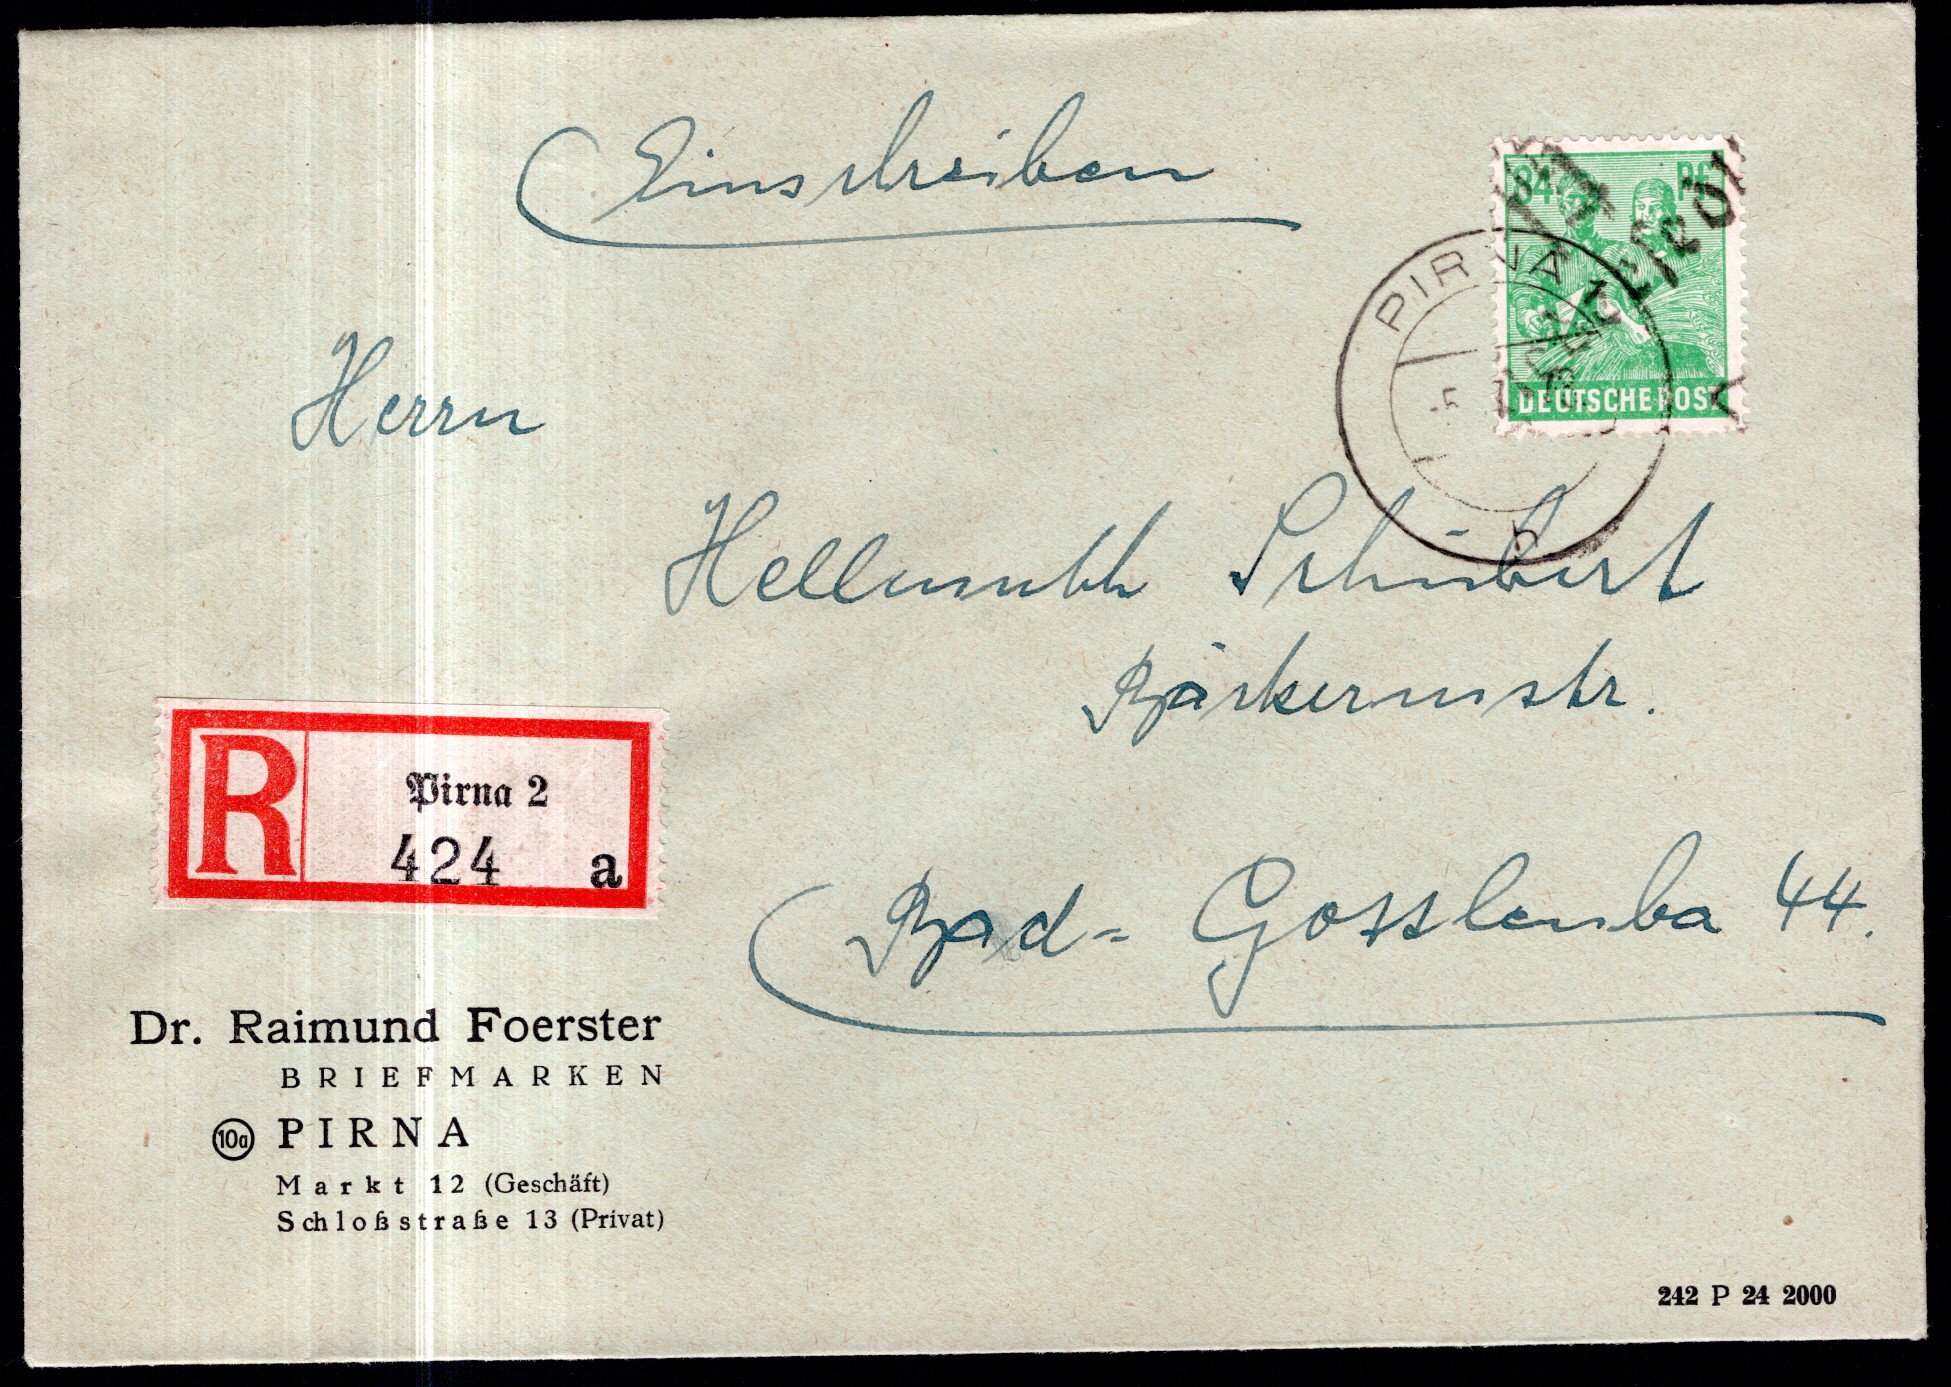 Einschreiben
84 Pf
DEUTSCHE POST
PIRNA
Herrn
Hellmuth Schubert
Bäckermstr.
Bad-Gottleuba 44.
R
Pirna 2
424 a
Dr. Raimund Foerster
BRIEFMARKEN
10a PIRNA
Markt 12 (Geschäft)
Schloßstraße 13 (Privat)
242 P 24 2000